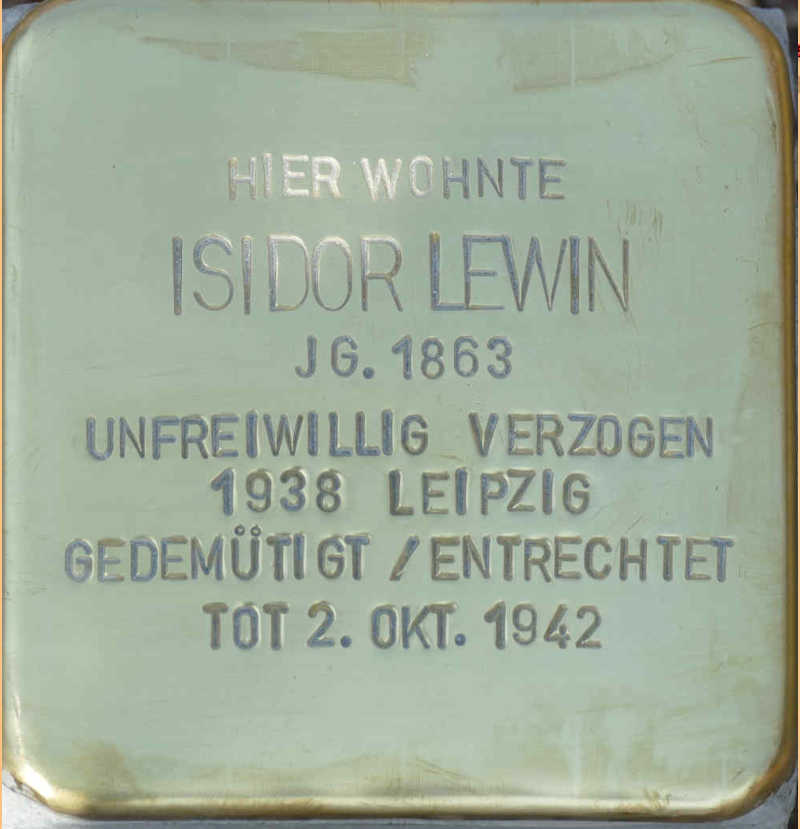 HIER WOHNTE
ISIDOR LEWIN
JG. 1863
UNFREIWILLIG VERZOGEN
1938 LEIPZIG
GEDEMÜTIGT / ENTRECHTET
TOT 2. OKT. 1942